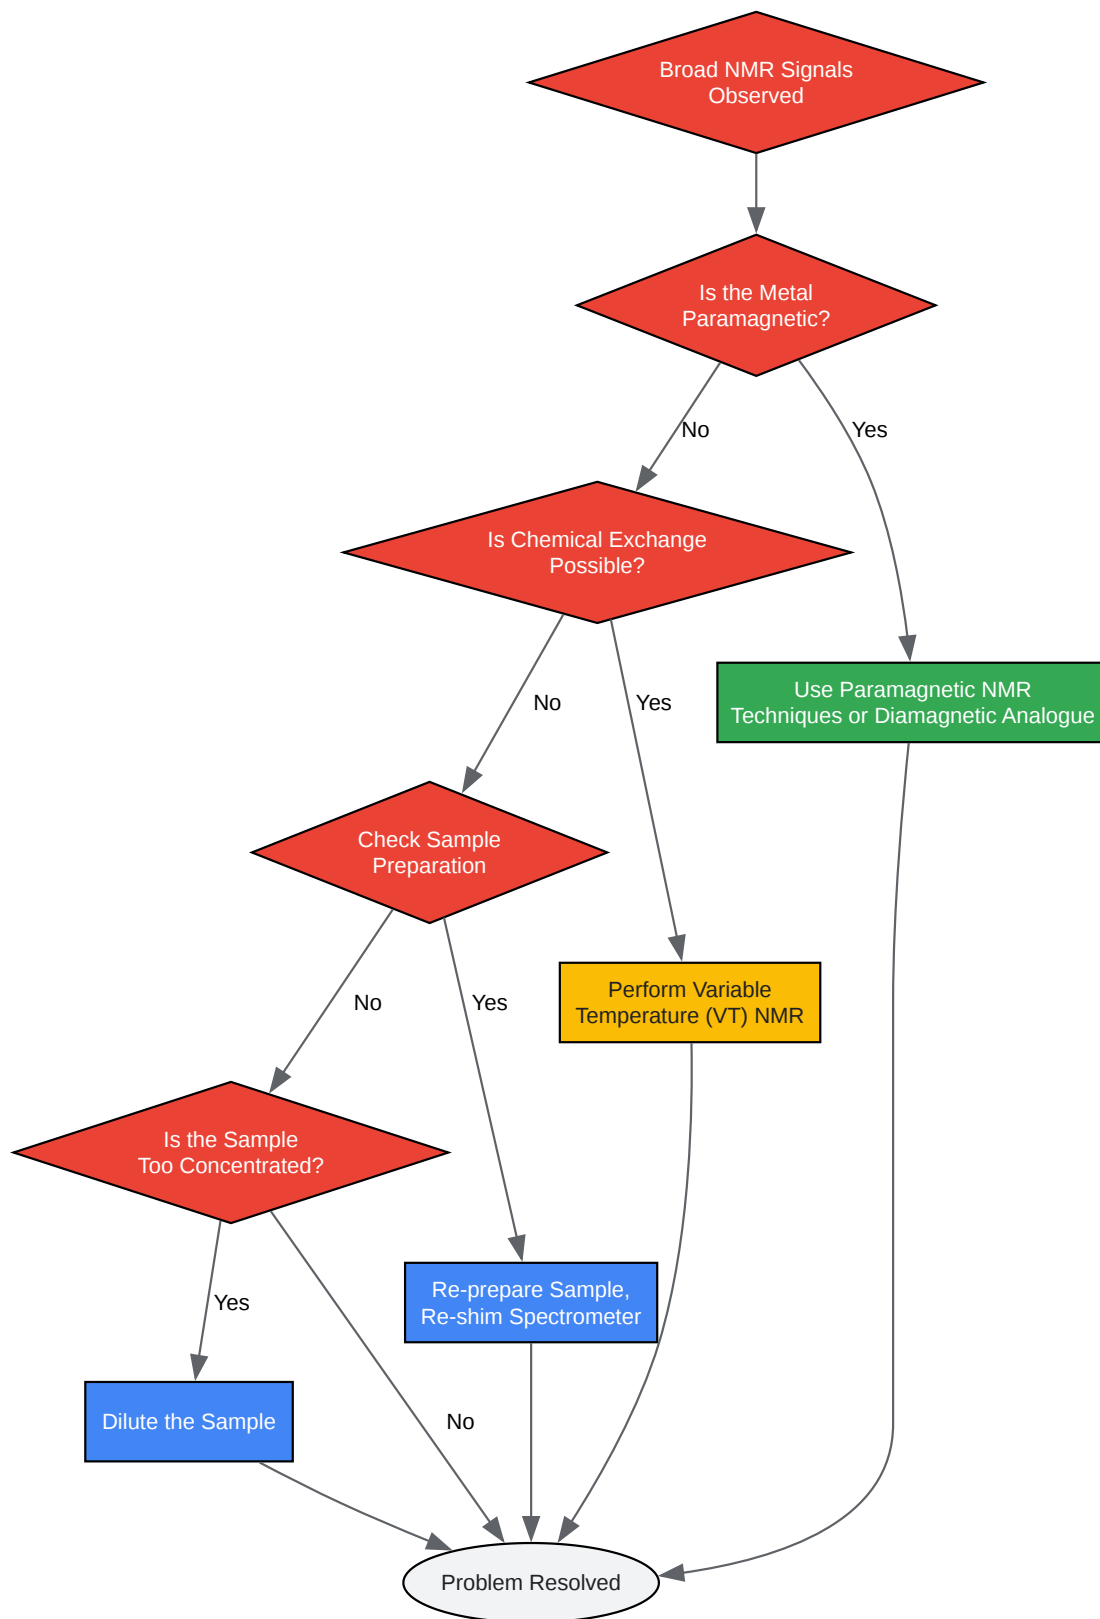 Broad NMR Signals
Observed
Is the Metal
Paramagnetic?
No
Yes
Is Chemical Exchange
Possible?
Use Paramagnetic NMR
Techniques or Diamagnetic Analogue
No
Yes
Check Sample
Preparation
Perform Variable
Temperature (VT) NMR
No
Yes
Is the Sample
Too Concentrated?
Re-prepare Sample,
Re-shim Spectrometer
Yes
Dilute the Sample
No
Problem Resolved